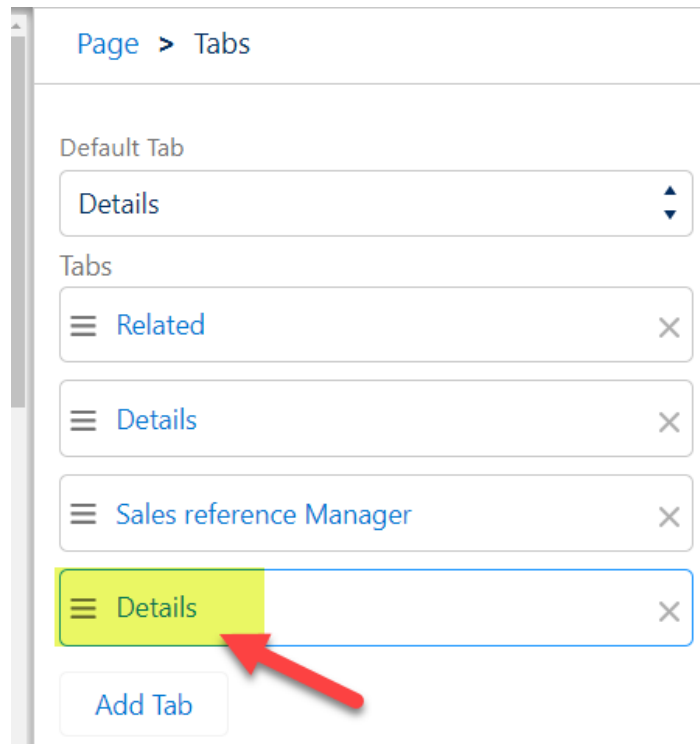 Page > Tabs
Default Tab
Details
Tabs
Related
Details
Sales reference Manager
Details
Add Tab